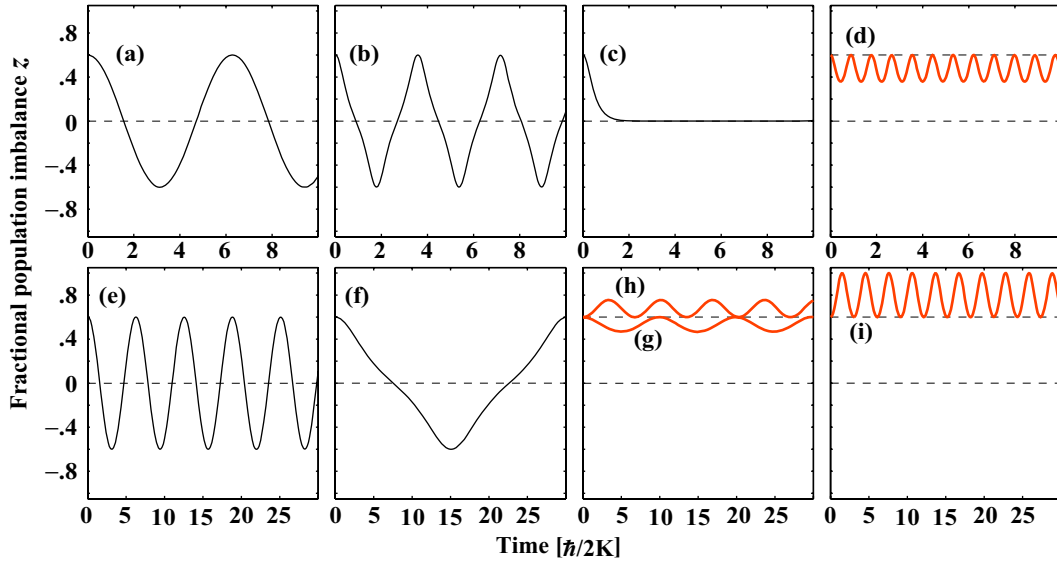 Fractional population imbalance z
.8
.4
0
−.4
−.8
(a)
(b)
(c)
(d)
0 2 4 6 8
0 2 4 6 8
0 2 4 6 8
0 2 4 6 8
.8
.4
0
−.4
−.8
(e)
(f)
(h)
(g)
(i)
0 5 10 15 20 25
0 5 10 15 20 25
0 5 10 15 20 25
0 5 10 15 20 25
Time [ℏ/2K]